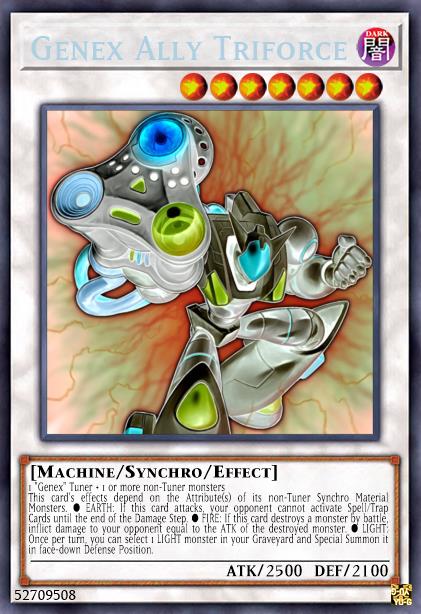 GENEX ALLY TRIFORCE
DARK
闇
[MACHINE/SYNCHRO/EFFECT]
1 "Genex" Tuner + 1 or more non-Tuner monsters
This card's effects depend on the Attribute(s) of its non-Tuner Synchro Material
Monsters. ● EARTH: If this card attacks, your opponent cannot activate Spell/Trap
Cards until the end of the Damage Step. ● FIRE: If this card destroys a monster by battle,
inflict damage to your opponent equal to the ATK of the destroyed monster. ● LIGHT:
Once per turn, you can select 1 LIGHT monster in your Graveyard and Special Summon it
in face-down Defense Position.
ATK/2500 DEF/2100
52709508